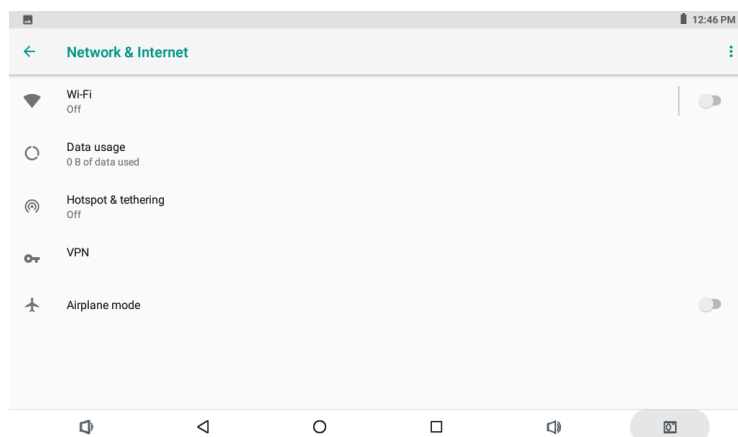 12:46 PM
Network & Internet
Wi-Fi
Off
Data usage
0 B of data used
Hotspot & tethering
Off
VPN
Airplane mode